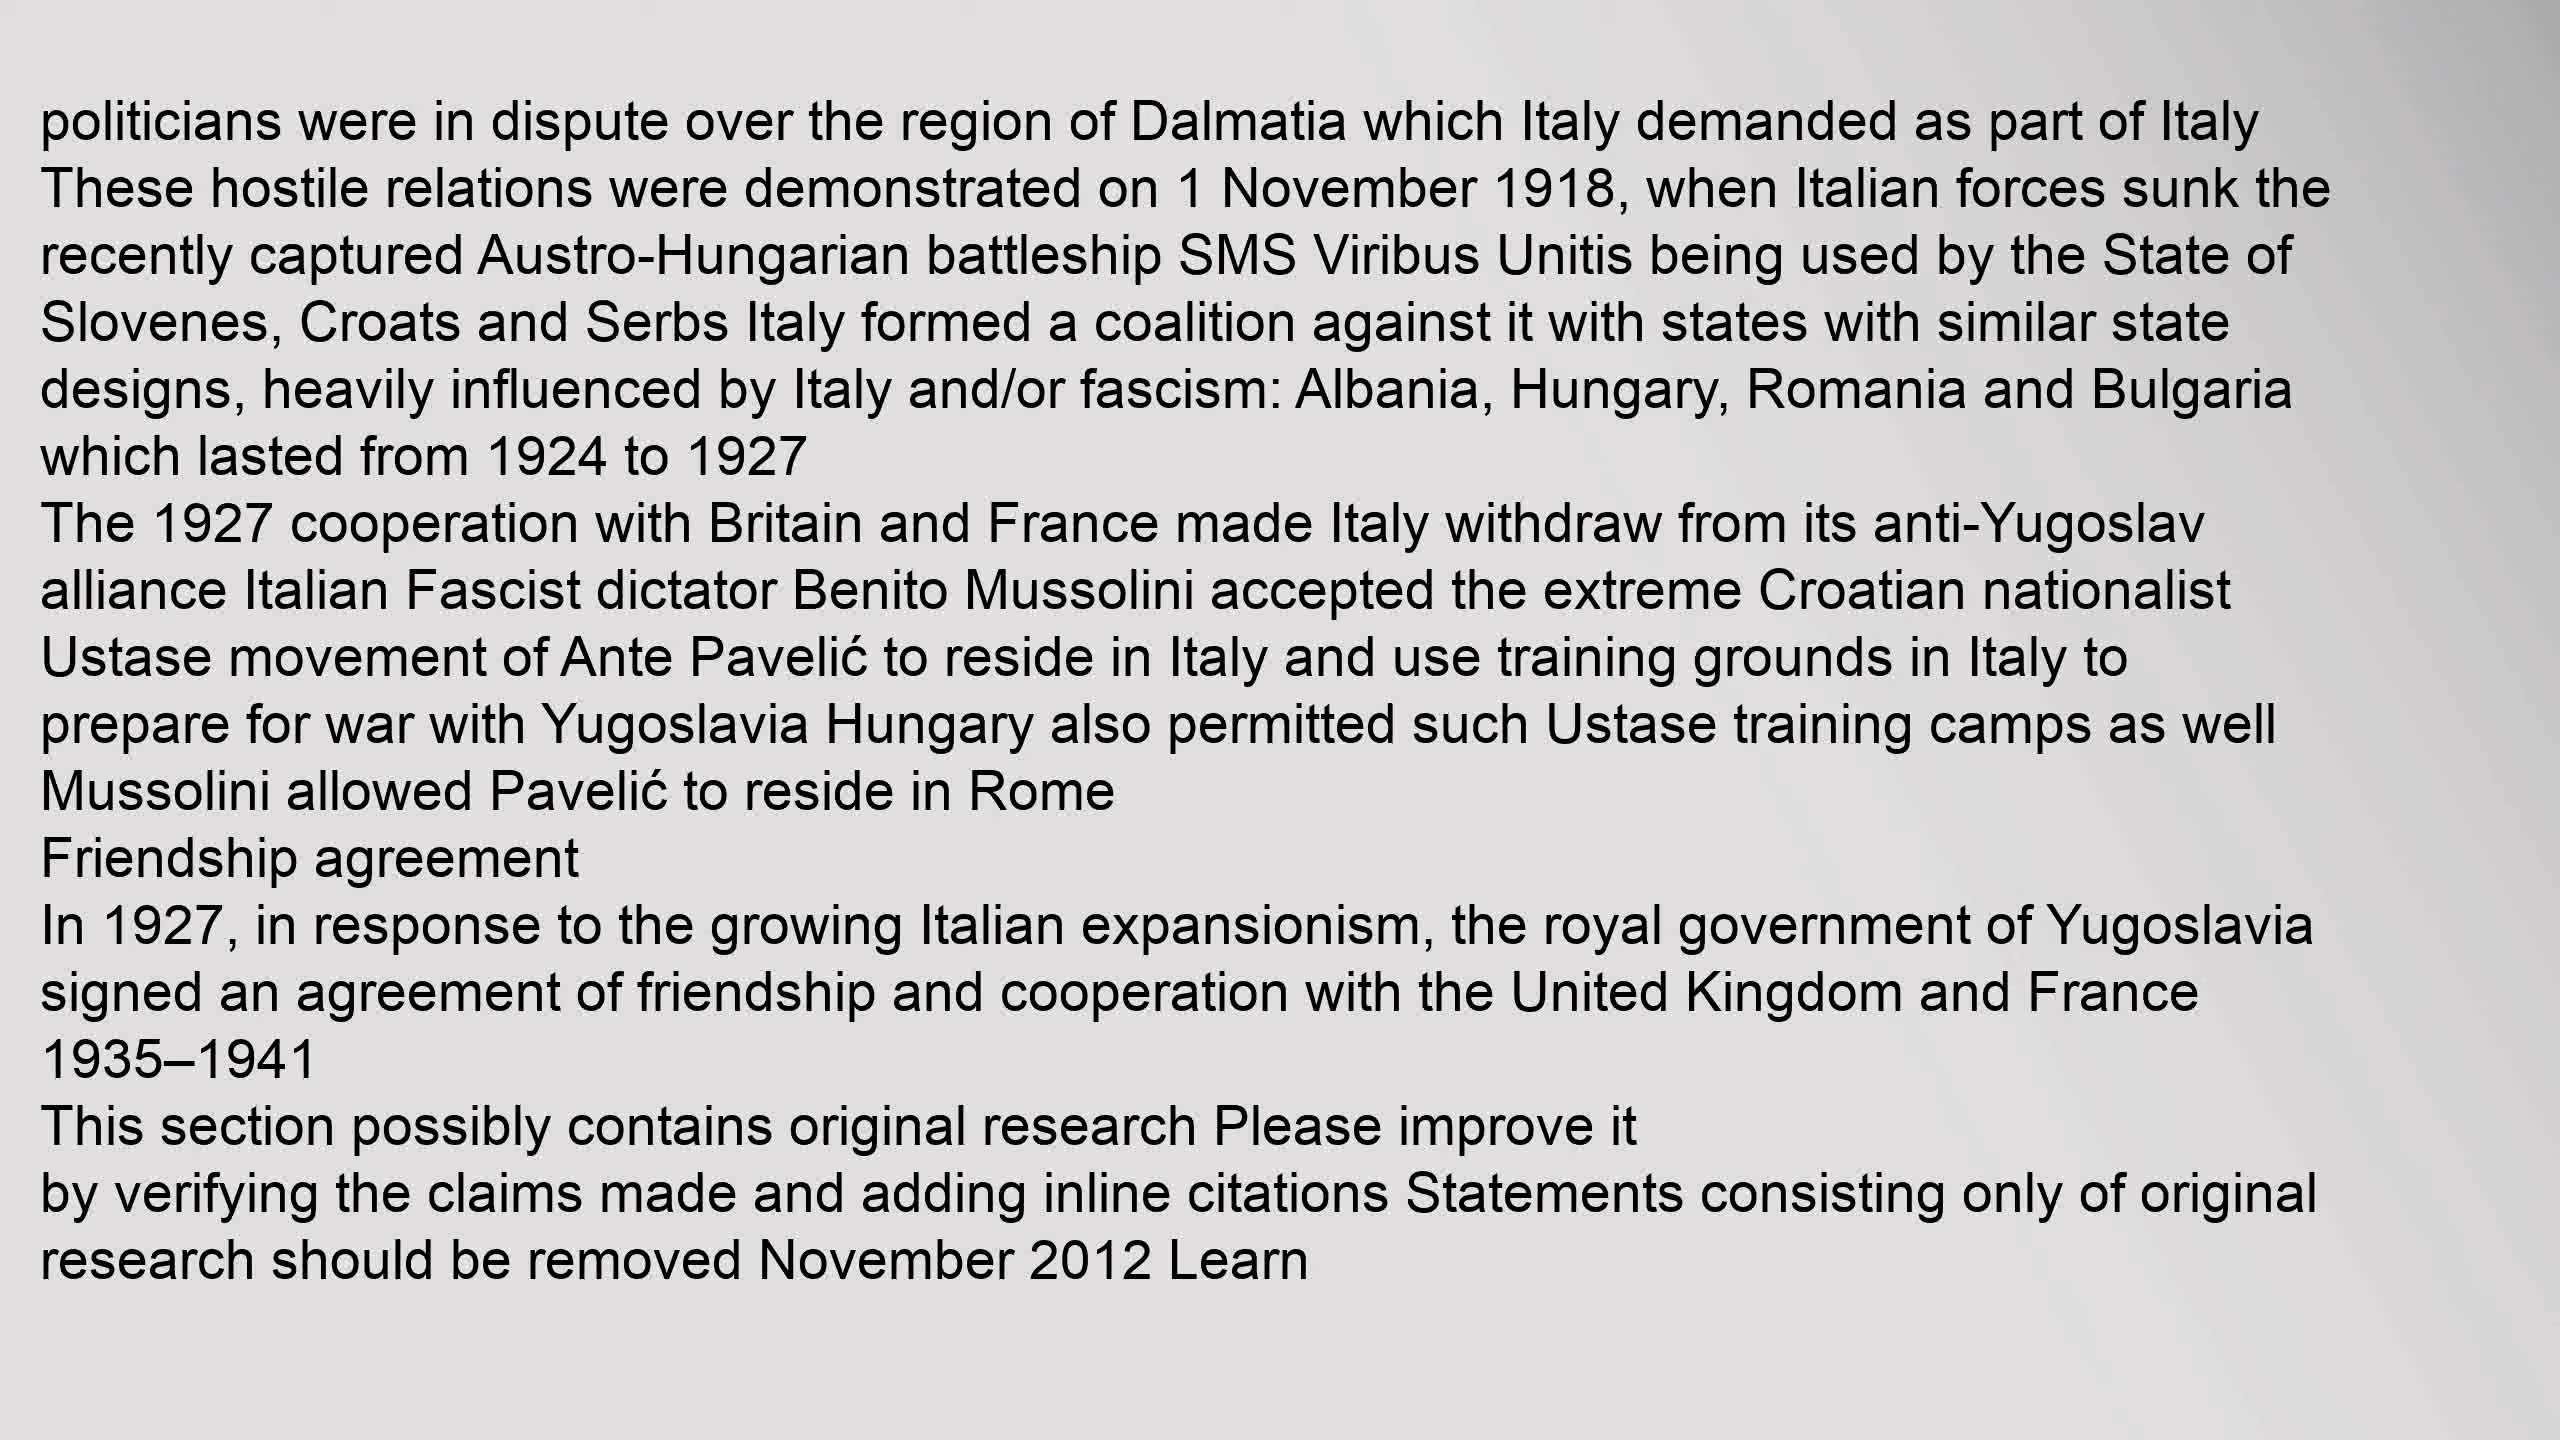 politicians were in dispute over the region of Dalmatia which Italy demanded as part of Italy
These hostile relations were demonstrated on 1 November 1918, when Italian forces sunk the
recently captured Austro-Hungarian battleship SMS Viribus Unitis being used by the State of
Slovenes, Croats and Serbs Italy formed a coalition against it with states with similar state
designs, heavily influenced by Italy and/or fascism: Albania, Hungary, Romania and Bulgaria
which lasted from 1924 to 1927
The 1927 cooperation with Britain and France made Italy withdraw from its anti-Yugoslav
alliance Italian Fascist dictator Benito Mussolini accepted the extreme Croatian nationalist
Ustase movement of Ante Pavelić to reside in Italy and use training grounds in Italy to
prepare for war with Yugoslavia Hungary also permitted such Ustase training camps as well
Mussolini allowed Pavelić to reside in Rome
Friendship agreement
In 1927, in response to the growing Italian expansionism, the royal government of Yugoslavia
signed an agreement of friendship and cooperation with the United Kingdom and France
1935–1941
This section possibly contains original research Please improve it
by verifying the claims made and adding inline citations Statements consisting only of original
research should be removed November 2012 Learn